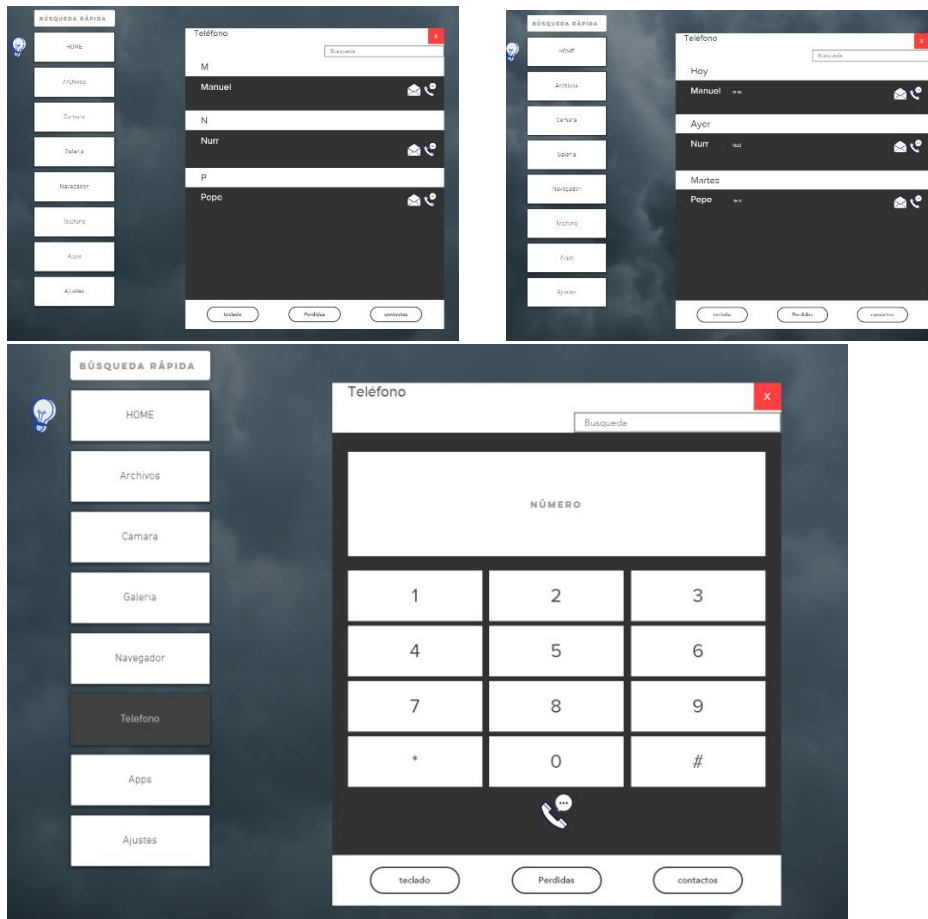 BÚSQUEDA RÁPIDA
HOME
Archivos
Camara
Galeria
Navegador
Telefono
Apps
Ajustes
Teléfono
x
Busqueda
M
Manuel
N
Nurr
P
Pepe
teclado
Perdidas
contactos
BÚSQUEDA RÁPIDA
HOME
Archivos
Camara
Galeria
Navegador
Telefono
Apps
Ajustes
Teléfono
x
Busqueda
Hoy
Manuel
Ayer
Nurr
Martes
Pepe
teclado
Perdidas
contactos
BÚSQUEDA RÁPIDA
HOME
Archivos
Camara
Galeria
Navegador
Telefono
Apps
Ajustes
Teléfono
x
Busqueda
NÚMERO
1 2 3
4 5 6
7 8 9
* 0 #
teclado
Perdidas
contactos